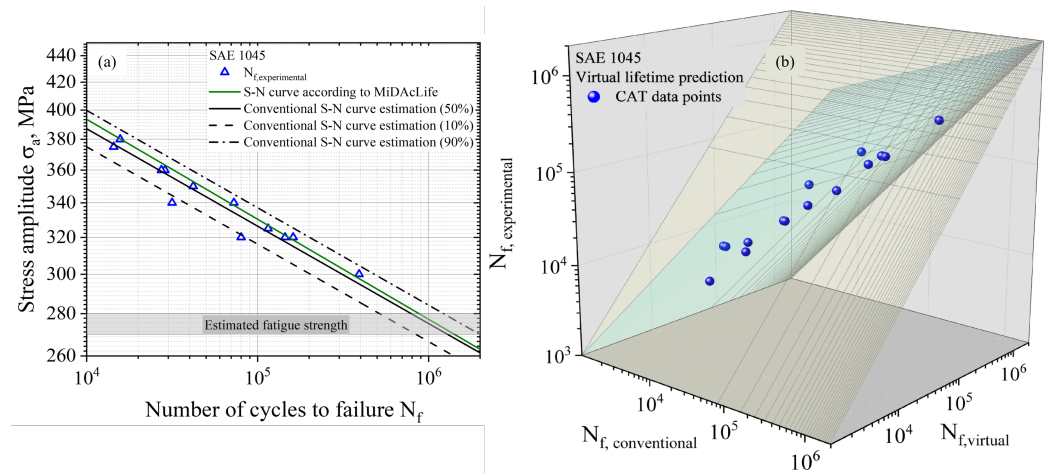 (a)
SAE 1045
N_f,experimental
S-N curve according to MiDAcLife
Conventional S-N curve estimation (50%)
Conventional S-N curve estimation (10%)
Conventional S-N curve estimation (90%)
Stress amplitude σ_a, MPa
440
420
400
380
360
340
320
300
280
260
Estimated fatigue strength
10^4
10^5
10^6
Number of cycles to failure N_f
SAE 1045
(b)
Virtual lifetime prediction
CAT data points
N_f, experimental
10^6
10^5
10^4
10^3
10^4
10^5
10^6
N_f, conventional
10^4
10^5
10^6
N_f,virtual